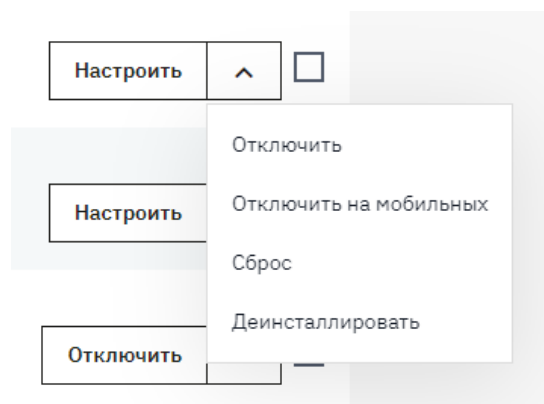 Настроить
Отключить
Отключить на мобильных
Настроить
Сброс
Деинсталлировать
Отключить